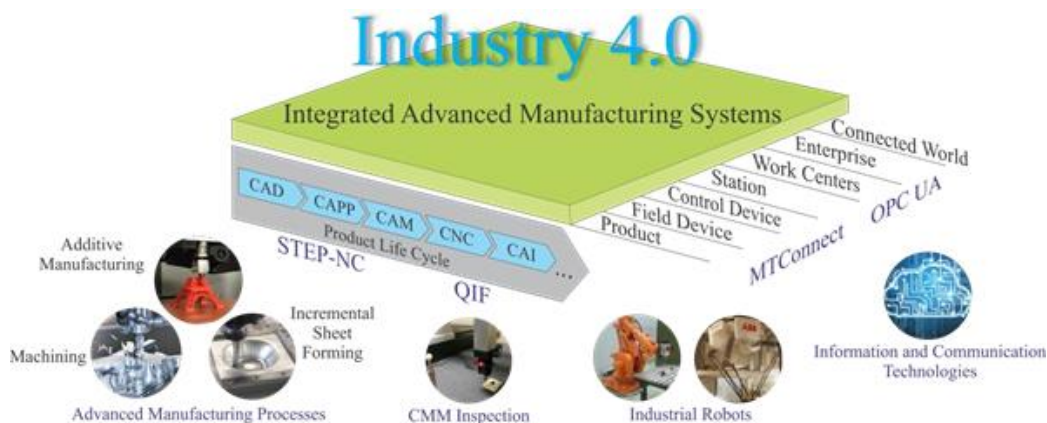 Industry 4.0
Integrated Advanced Manufacturing Systems
Connected World
Enterprise
Work Centers
Station
Control Device
Field Device
Product
OPC UA
MTConnect
CAD
CAPP
CAM
CNC
CAI
...
Product Life Cycle
STEP-NC
QIF
Additive
Manufacturing
Machining
Incremental
Sheet
Forming
Advanced Manufacturing Processes
CMM Inspection
ABB
Industrial Robots
Information and Communication
Technologies